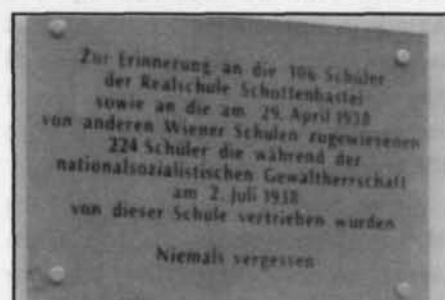 Zur Erinnerung an die 106 Schüler
der Realschule Schottenbastei
sowie an die am 29. April 1938
von anderen Wiener Schulen zugewiesenen
224 Schüler die während der
nationalsozialistischen Gewaltherrschaft
am 2. Juli 1938
von dieser Schule vertrieben wurden
Niemals vergessen